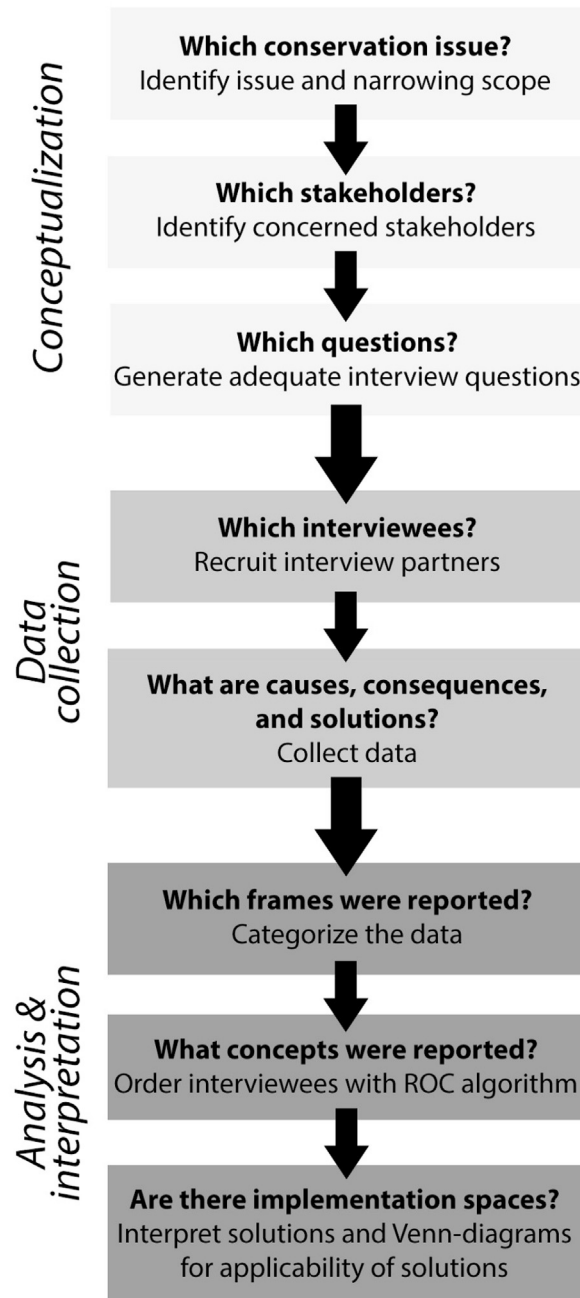 Conceptualization
Which conservation issue?
Identify issue and narrowing scope
Which stakeholders?
Identify concerned stakeholders
Which questions?
Generate adequate interview questions
Data
collection
Which interviewees?
Recruit interview partners
What are causes, consequences,
and solutions?
Collect data
Analysis &
interpretation
Which frames were reported?
Categorize the data
What concepts were reported?
Order interviewees with ROC algorithm
Are there implementation spaces?
Interpret solutions and Venn-diagrams
for applicability of solutions